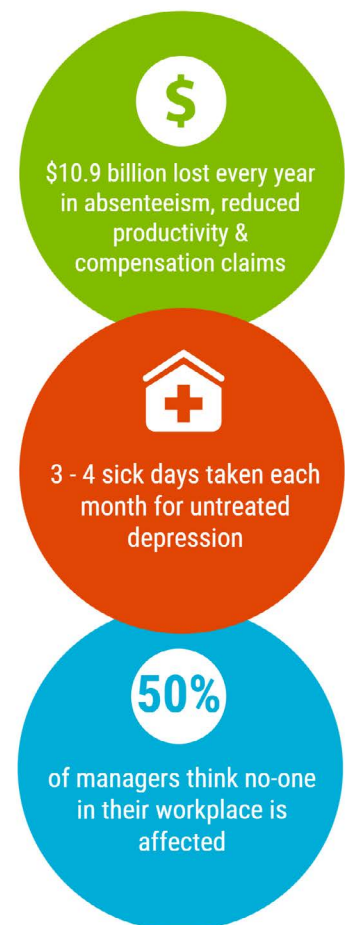 $
$10.9 billion lost every year
in absenteeism, reduced
productivity &
compensation claims
3 - 4 sick days taken each
month for untreated
depression
50%
of managers think no-one
in their workplace is
affected